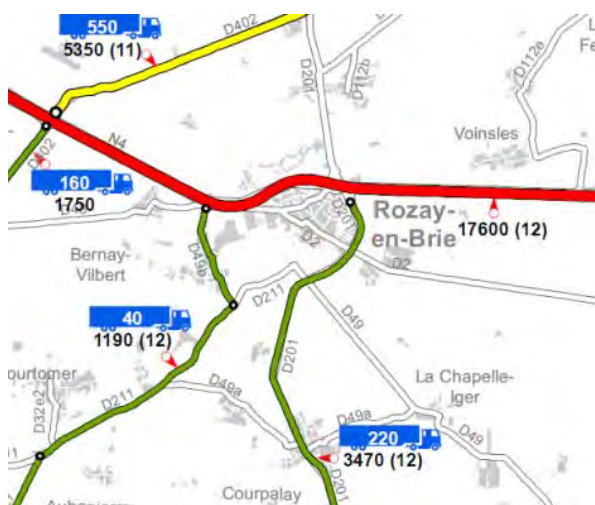 550
5350 (11)
D402
D201
D112b
D112e
L
Fe
Voinsles
N4
D402
160
1750
D201
Rozay-
en-Brie
17600 (12)
D2
D2
Bernay-
Vilbert
D49b
D211
D49
40
1190 (12)
ourtomer
D32e2
D211
D49a
D201
La Chapelle-
Iger
D49a
D49
220
3470 (12)
D201
Courpalay